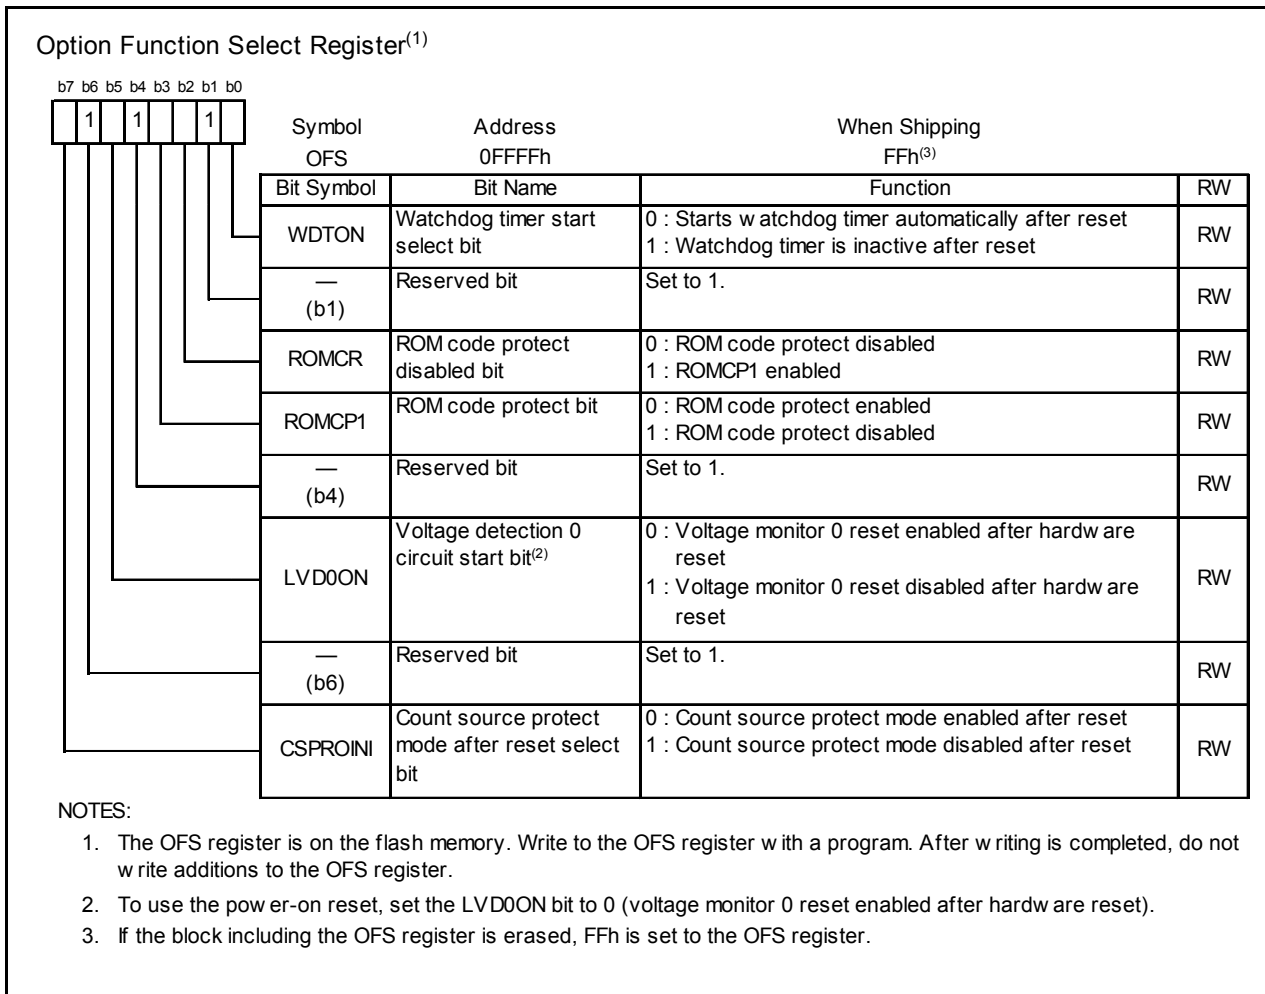 Option Function Select Register(1)
b7 b6 b5 b4 b3 b2 b1 b0
1 1 1
Symbol Address When Shipping
OFS 0FFFFh FFh(3)
Bit Symbol Bit Name Function RW
WDTON Watchdog timer start select bit 0 : Starts watchdog timer automatically after reset RW
1 : Watchdog timer is inactive after reset
— (b1) Reserved bit Set to 1. RW
ROMCR ROM code protect disabled bit 0 : ROM code protect disabled RW
1 : ROMCP1 enabled
ROMCP1 ROM code protect bit 0 : ROM code protect enabled RW
1 : ROM code protect disabled
— (b4) Reserved bit Set to 1. RW
LVD0ON Voltage detection 0 circuit start bit(2) 0 : Voltage monitor 0 reset enabled after hardware reset RW
1 : Voltage monitor 0 reset disabled after hardware reset
— (b6) Reserved bit Set to 1. RW
CSPROINI Count source protect mode after reset select bit 0 : Count source protect mode enabled after reset RW
1 : Count source protect mode disabled after reset
NOTES:
1. The OFS register is on the flash memory. Write to the OFS register with a program. After writing is completed, do not
write additions to the OFS register.
2. To use the power-on reset, set the LVD0ON bit to 0 (voltage monitor 0 reset enabled after hardware reset).
3. If the block including the OFS register is erased, FFh is set to the OFS register.